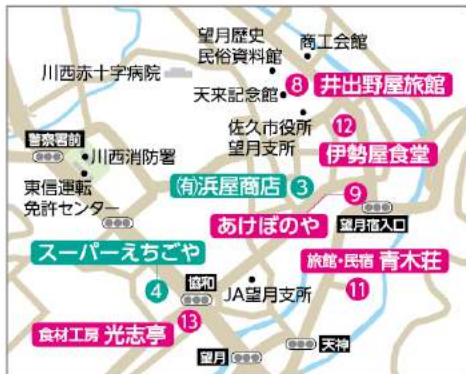 望月歴史
民俗資料館
商工会館
川西赤十字病院
天来記念館
8 井出野屋旅館
佐久市役所
望月支所
12
伊勢屋食堂
警察署前
川西消防署
東信運転
免許センター
㈲浜屋商店 3
9
あけぼのや
望月宿入口
スーパーえちごや
旅館・民宿 青木荘
4
協和
JA望月支所
11
13
食材工房 光志亭
望月
天神